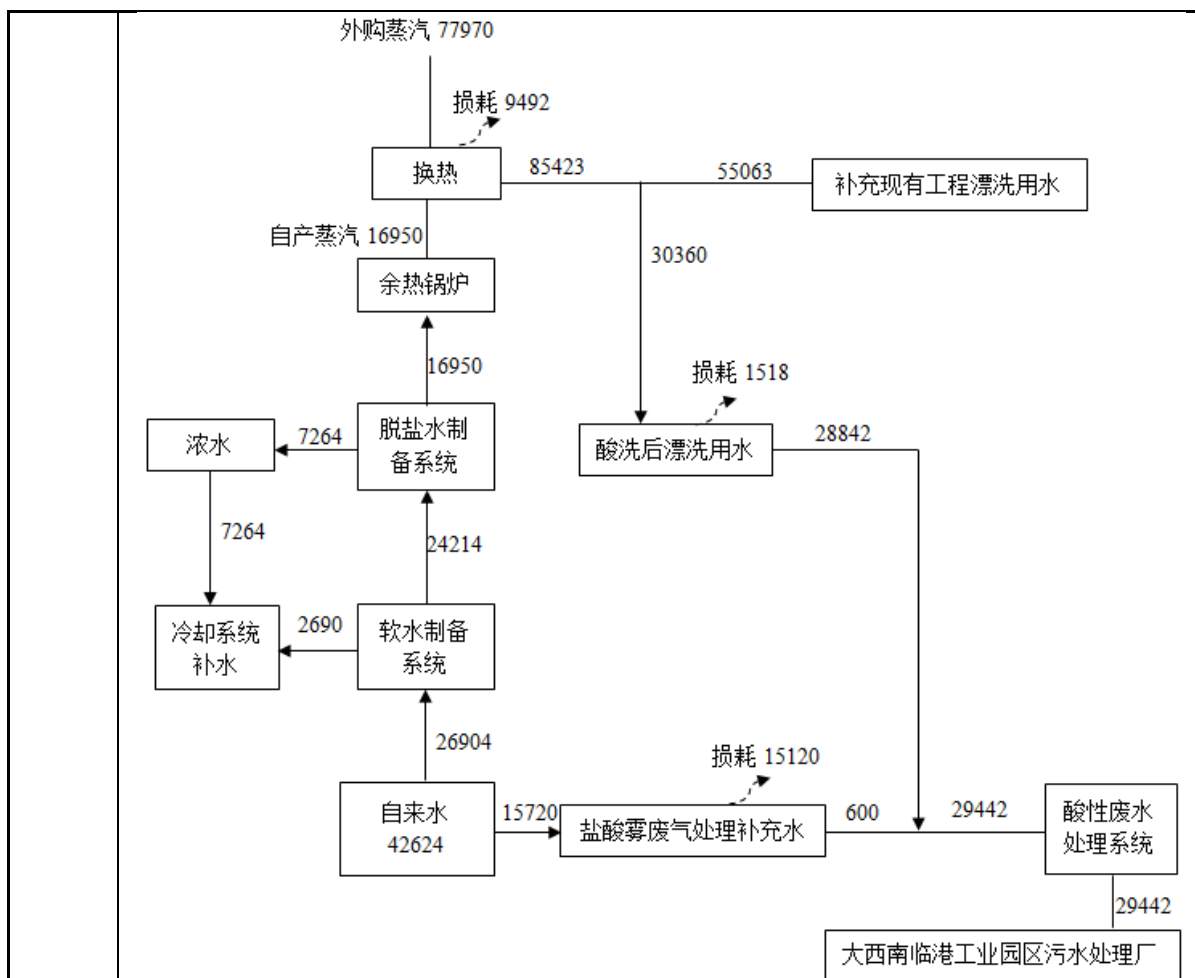 外购蒸汽 77970
损耗 9492
换热
85423
55063
补充现有工程漂洗用水
自产蒸汽 16950
30360
余热锅炉
16950
损耗 1518
浓水
7264
脱盐水制
备系统
酸洗后漂洗用水
28842
7264
24214
冷却系统
补水
2690
软水制备
系统
26904
损耗 15120
自来水
42624
15720
盐酸雾废气处理补充水
600
29442
酸性废水
处理系统
29442
大西南临港工业园区污水处理厂